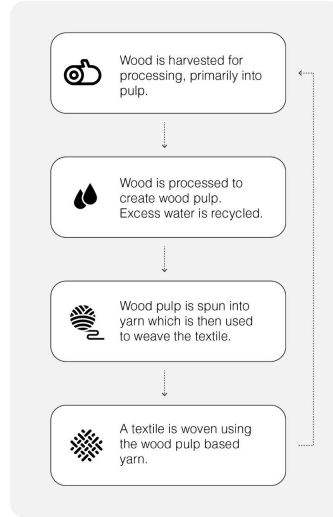 Wood is harvested for
processing, primarily into
pulp.
Wood is processed to
create wood pulp.
Excess water is recycled.
Wood pulp is spun into
yarn which is then used
to weave the textile.
A textile is woven using
the wood pulp based
yarn.